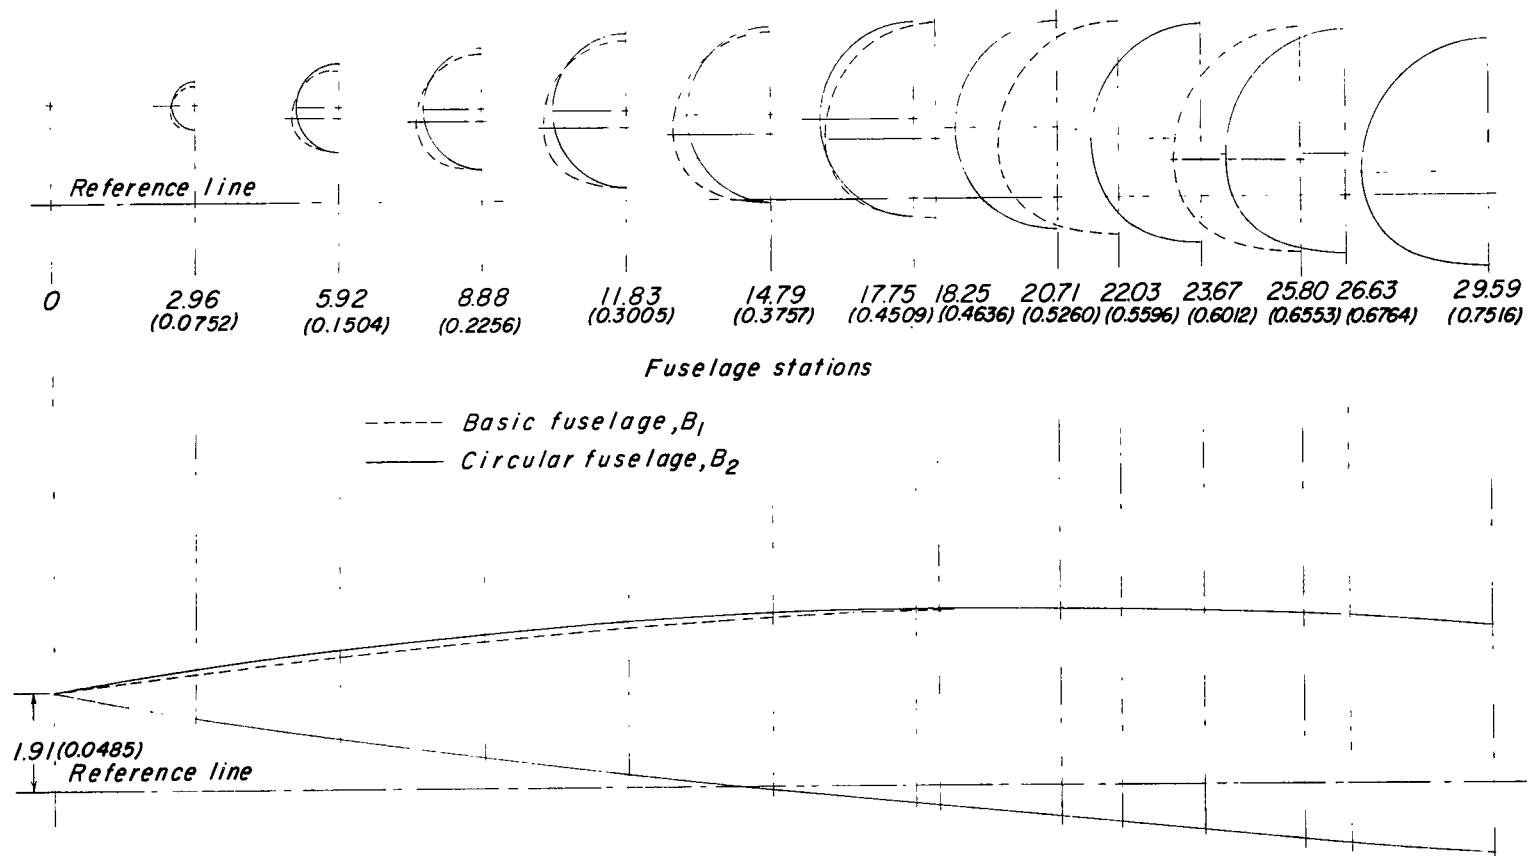 Reference line
0 2.96 5.92 8.88 11.83 14.79 17.75 18.25 20.71 22.03 23.67 25.80 26.63 29.59
(0.0752) (0.1504) (0.2256) (0.3005) (0.3757) (0.4509) (0.4636) (0.5260) (0.5596) (0.6012) (0.6553) (0.6764) (0.7516)
Fuselage stations
Basic fuselage, B1
Circular fuselage, B2
1.91(0.0485)
Reference line